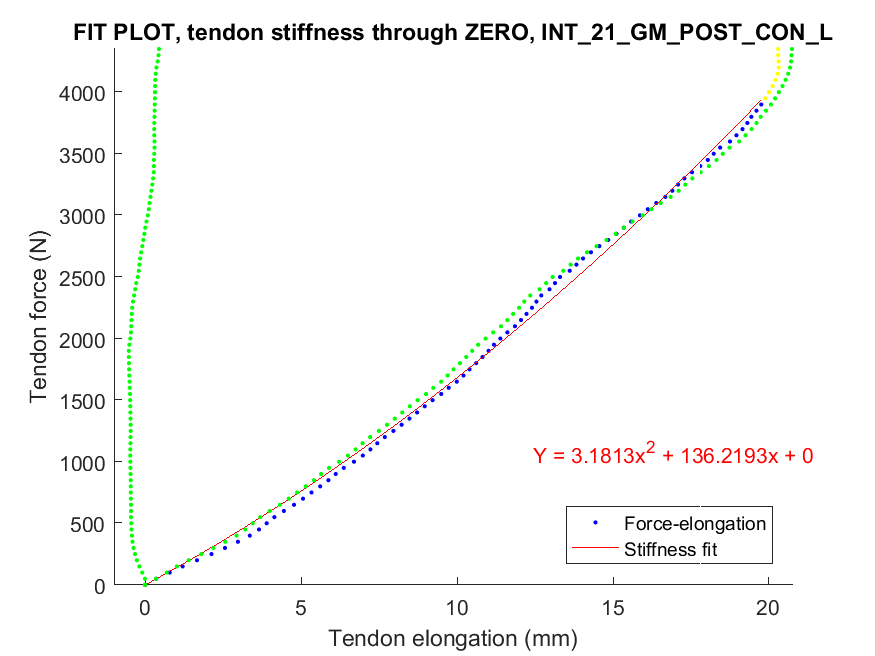 FIT PLOT, tendon stiffness through ZERO, INT_21_GM_POST_CON_L
4000
3500
3000
2500
2000
1500
1000
500
0
Tendon force (N)
Y = 3.1813x² + 136.2193x + 0
Force-elongation
Stiffness fit
0 5 10 15 20
Tendon elongation (mm)